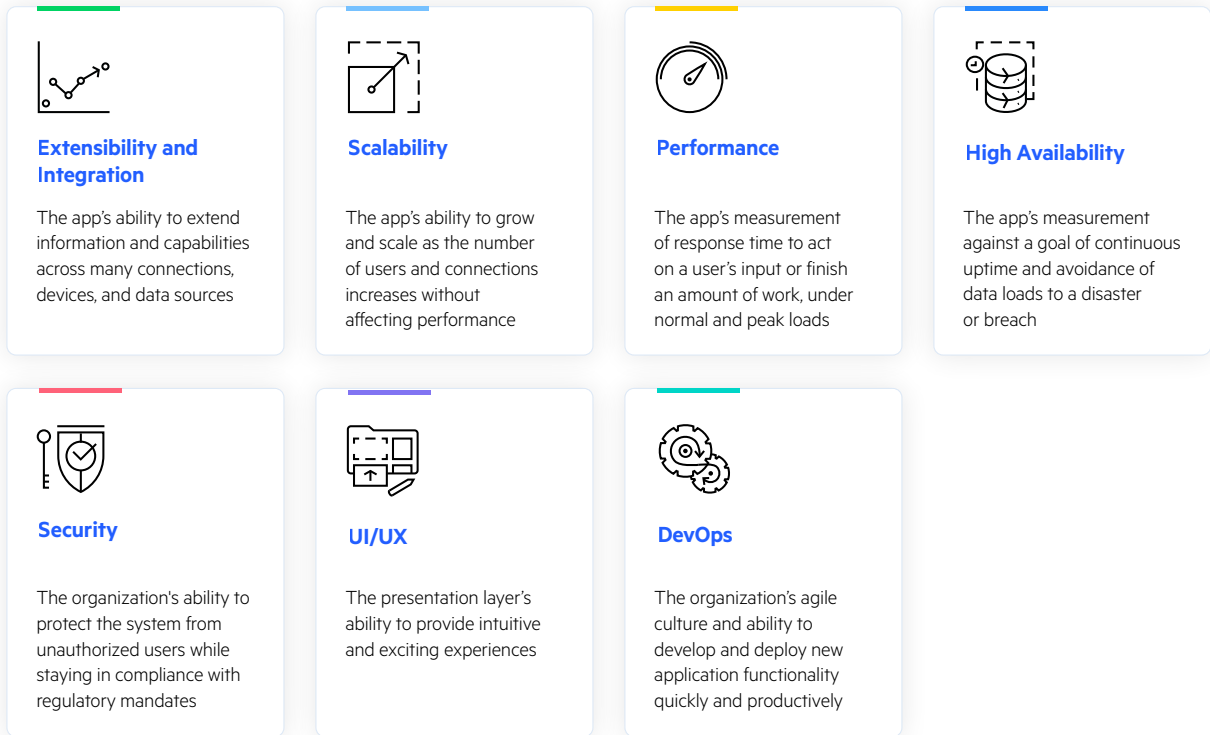 Extensibility and
Integration
The app’s ability to extend
information and capabilities
across many connections,
devices, and data sources
Scalability
The app’s ability to grow
and scale as the number
of users and connections
increases without
affecting performance
Performance
The app’s measurement
of response time to act
on a user’s input or finish
an amount of work, under
normal and peak loads
High Availability
The app’s measurement
against a goal of continuous
uptime and avoidance of
data loads to a disaster
or breach
Security
The organization's ability to
protect the system from
unauthorized users while
staying in compliance with
regulatory mandates
UI/UX
The presentation layer’s
ability to provide intuitive
and exciting experiences
DevOps
The organization’s agile
culture and ability to
develop and deploy new
application functionality
quickly and productively